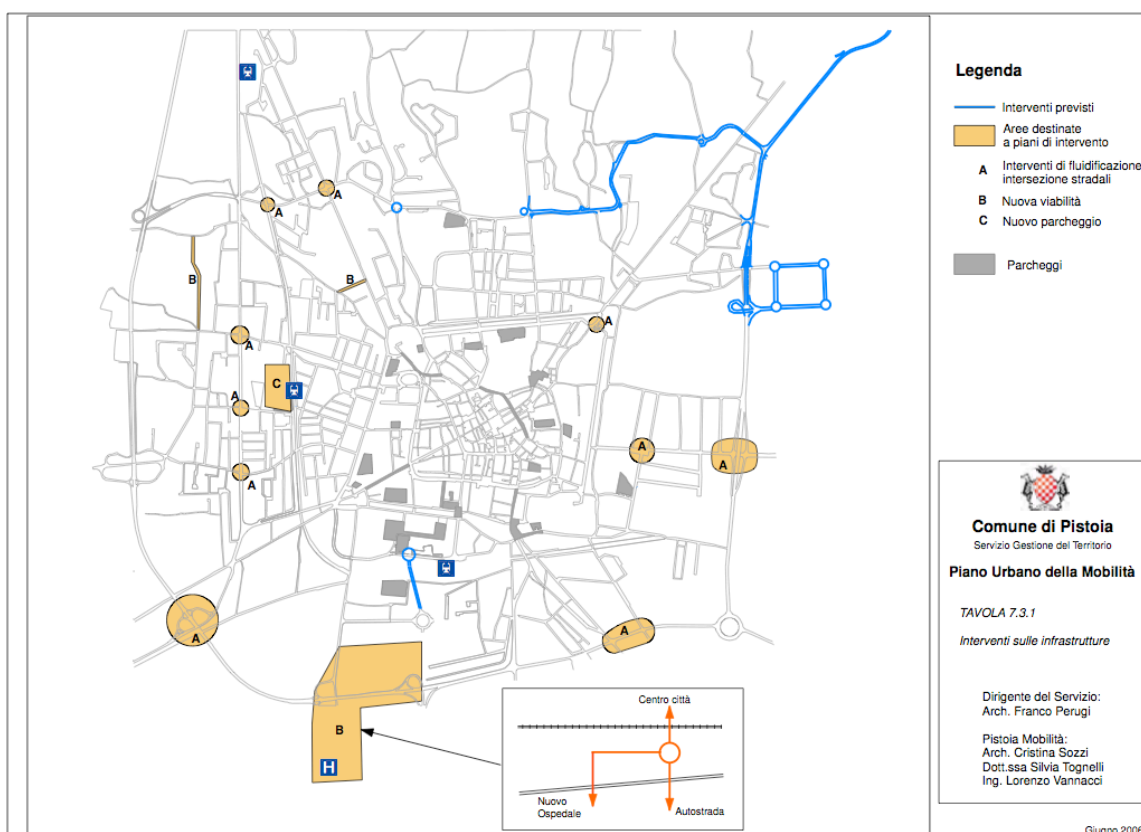 A
A
B
B
A
A
C
A
A
A
A
A
A
B
H
Centro città
Nuovo
Ospedale
Autostrada
Legenda
Interventi previsti
Aree destinate
a piani di intervento
A
Interventi di fluidificazione
intersezione stradali
B
Nuova viabilità
C
Nuovo parcheggio
Parcheggi
Comune di Pistoia
Servizio Gestione del Territorio
Piano Urbano della Mobilità
TAVOLA 7.3.1
Interventi sulle infrastrutture
Dirigente del Servizio:
Arch. Franco Perugi
Pistoia Mobilità:
Arch. Cristina Sozzi
Dott.ssa Silvia Tognelli
Ing. Lorenzo Vannacci
Giugno 2006